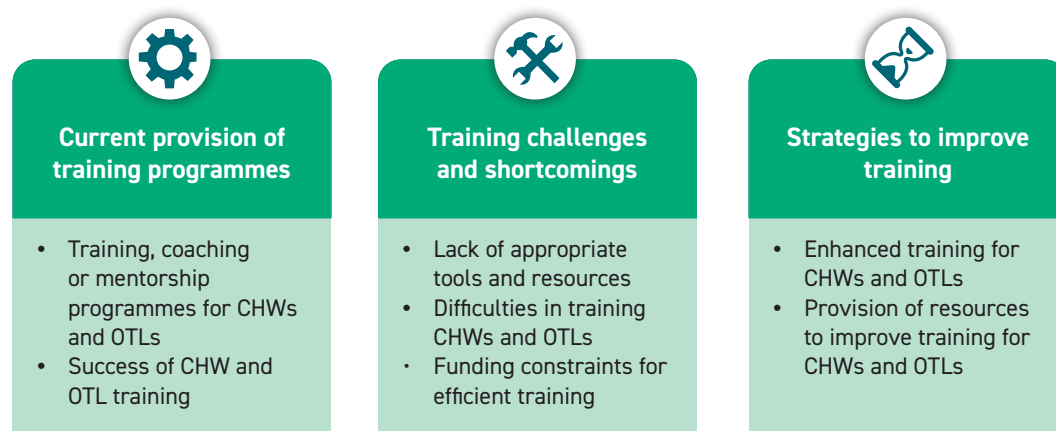 Current provision of
training programmes
• Training, coaching
or mentorship
programmes for CHWs
and OTLs
• Success of CHW and
OTL training
Training challenges
and shortcomings
• Lack of appropriate
tools and resources
• Difficulties in training
CHWs and OTLs
· Funding constraints for
efficient training
Strategies to improve
training
• Enhanced training for
CHWs and OTLs
• Provision of resources
to improve training for
CHWs and OTLs